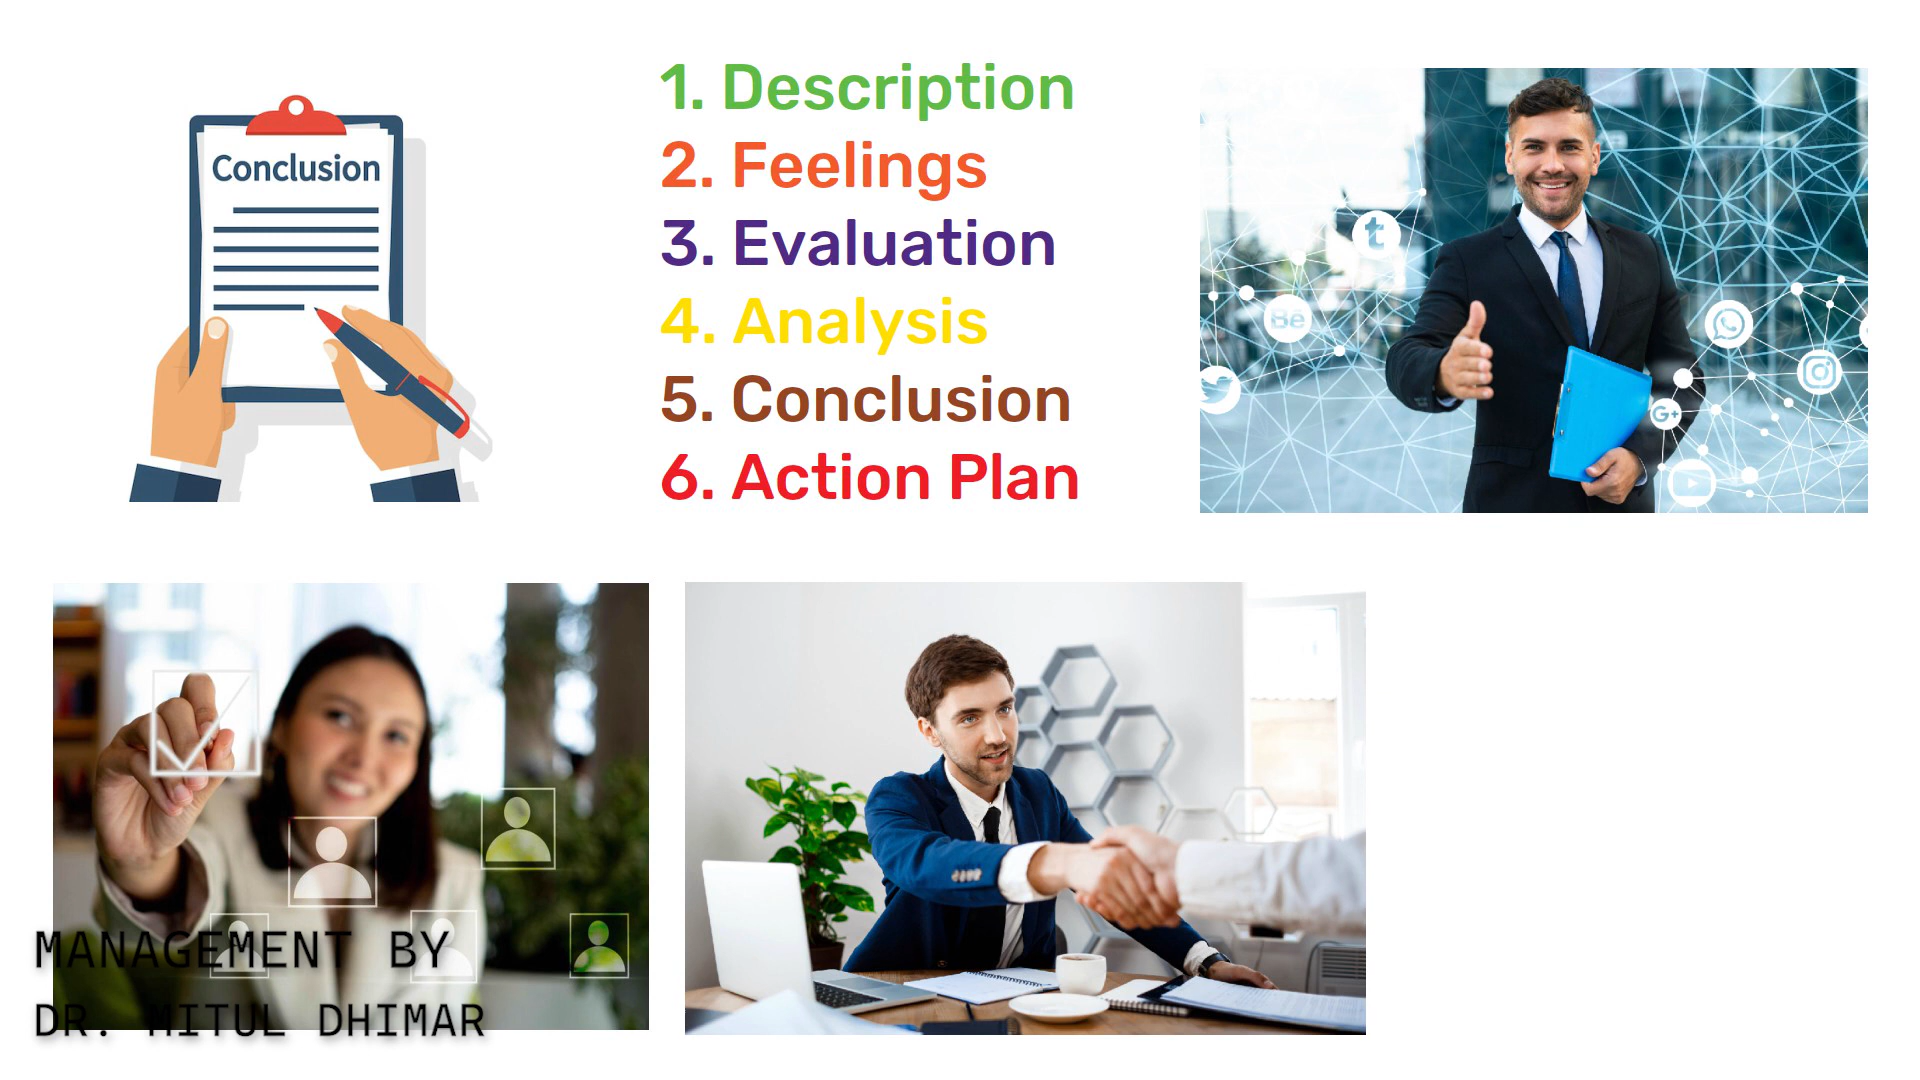 Conclusion
1. Description
2. Feelings
3. Evaluation
4. Analysis
5. Conclusion
6. Action Plan
t
Bē
G+
MANAGEMENT BY
DR. MITUL DHIMAR